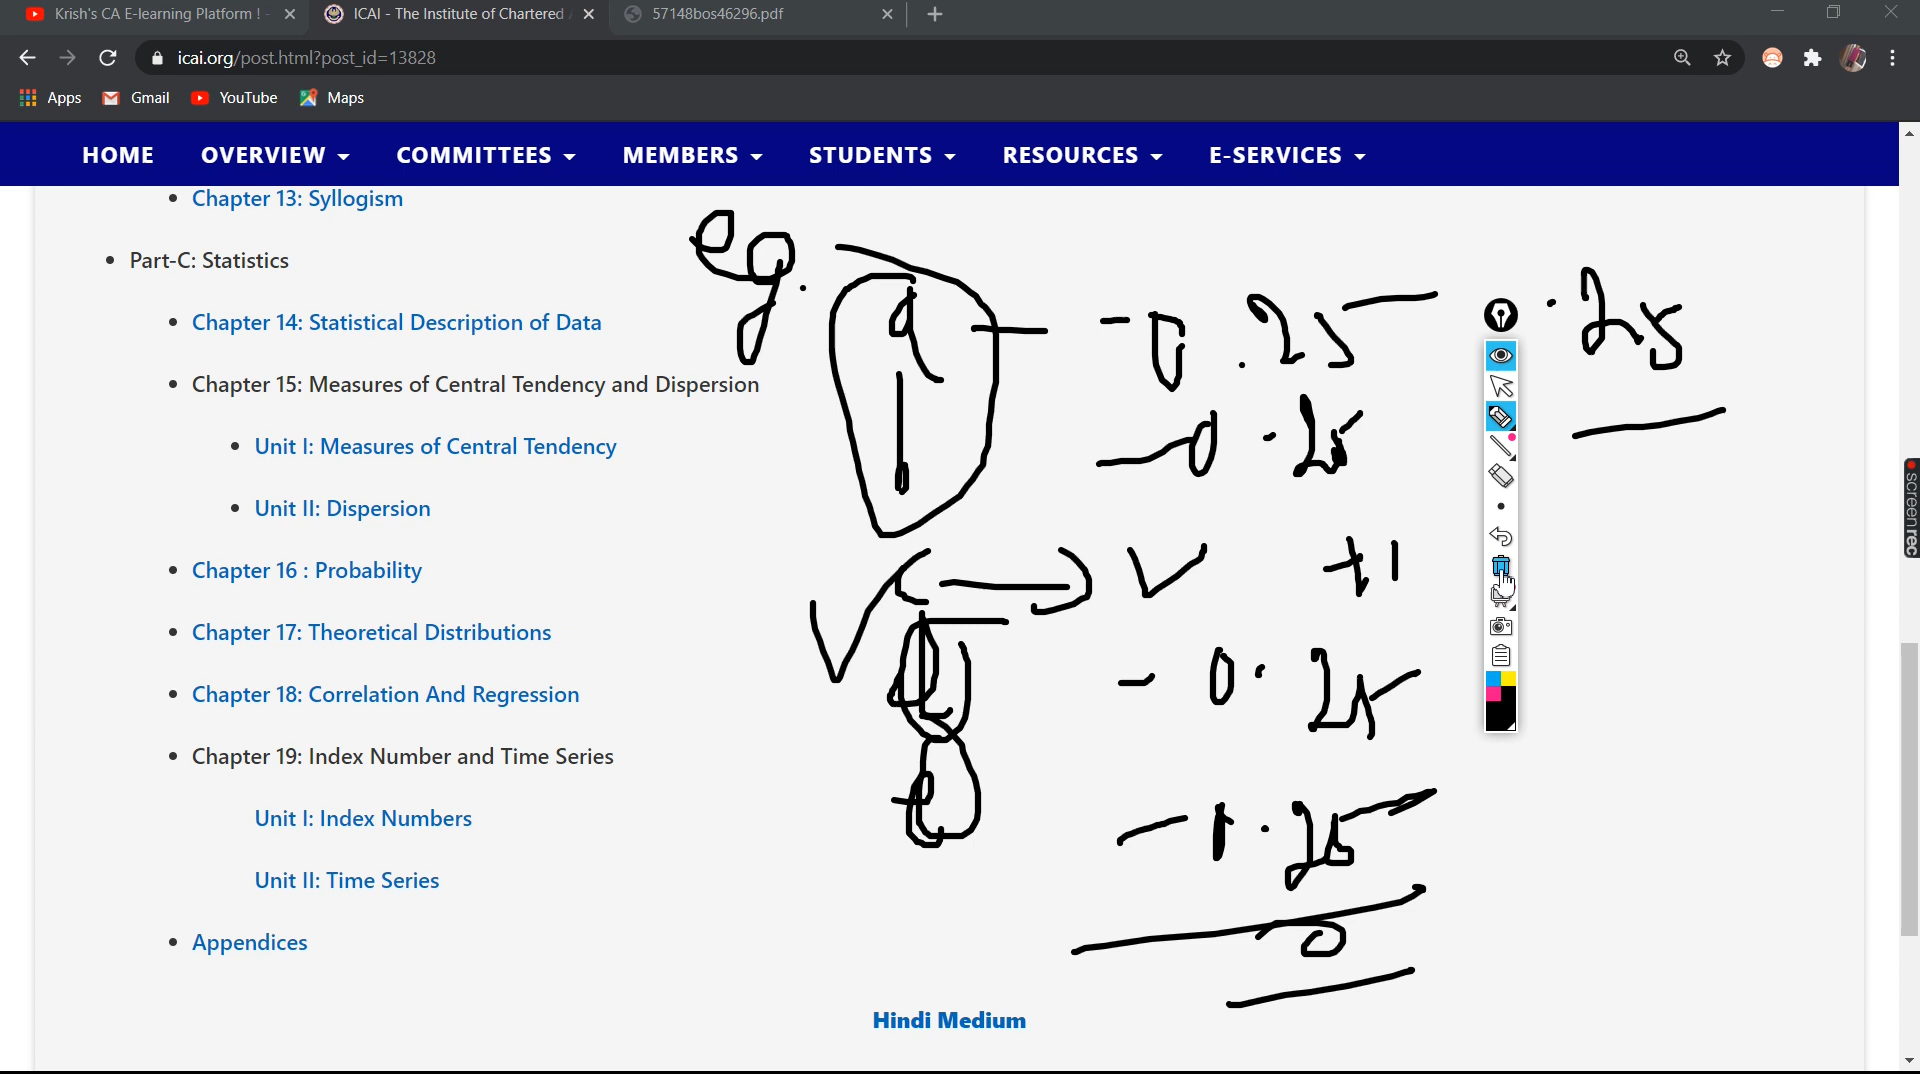 Krish's CA E-learning Platform ! -
ICAI - The Institute of Chartered A
57148bos46296.pdf
icai.org/post.html?post_id=13828
Apps Gmail YouTube Maps
HOME OVERVIEW COMMITTEES MEMBERS STUDENTS RESOURCES E-SERVICES
Chapter 13: Syllogism
Part-C: Statistics
Chapter 14: Statistical Description of Data
Chapter 15: Measures of Central Tendency and Dispersion
Unit I: Measures of Central Tendency
Unit II: Dispersion
Chapter 16 : Probability
Chapter 17: Theoretical Distributions
Chapter 18: Correlation And Regression
Chapter 19: Index Number and Time Series
Unit I: Index Numbers
Unit II: Time Series
Appendices
Hindi Medium
eg.
- 0.25
.25
- 0.25
+1
- 0.25
0
screenrec